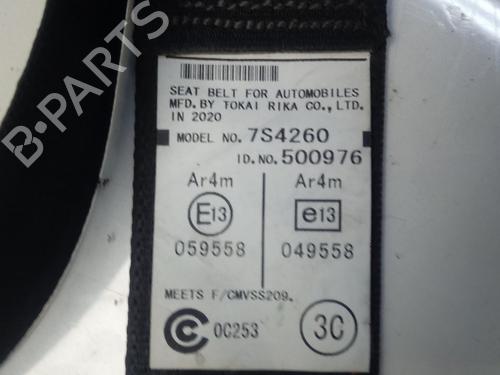 SEAT BELT FOR AUTOMOBILES
MFD. BY TOKAI RIKA CO., LTD.
IN 2020
MODEL NO. 7S4260
ID. NO. 500976
Ar4m Ar4m
E13 e13
059558 049558
MEETS F/CMVSS209.
C 0C253 3C